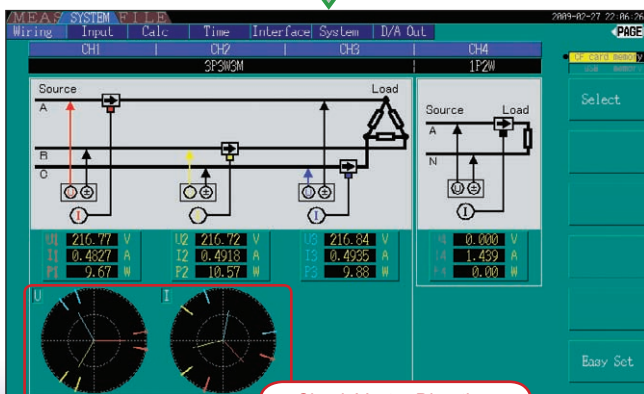 MEAS SYSTEM FILE 2009-02-27 22:06:26
Wiring Input Calc Time Interface System D/A Out PAGE
CH1 CH2 CH3 CH4
3P3W3M 1P2W
CF card memory
Select
Source Load
A
B
C
U ± U ± U ±
I I I
Source Load
A
N
U ±
I
U1 216.77 V U2 216.72 V U3 216.84 V U4 0.000 V
I1 0.4827 A I2 0.4918 A I3 0.4935 A I4 1.439 A
P1 9.67 W P2 10.57 W P3 9.88 W P4 0.00 W
U I
Easy Set